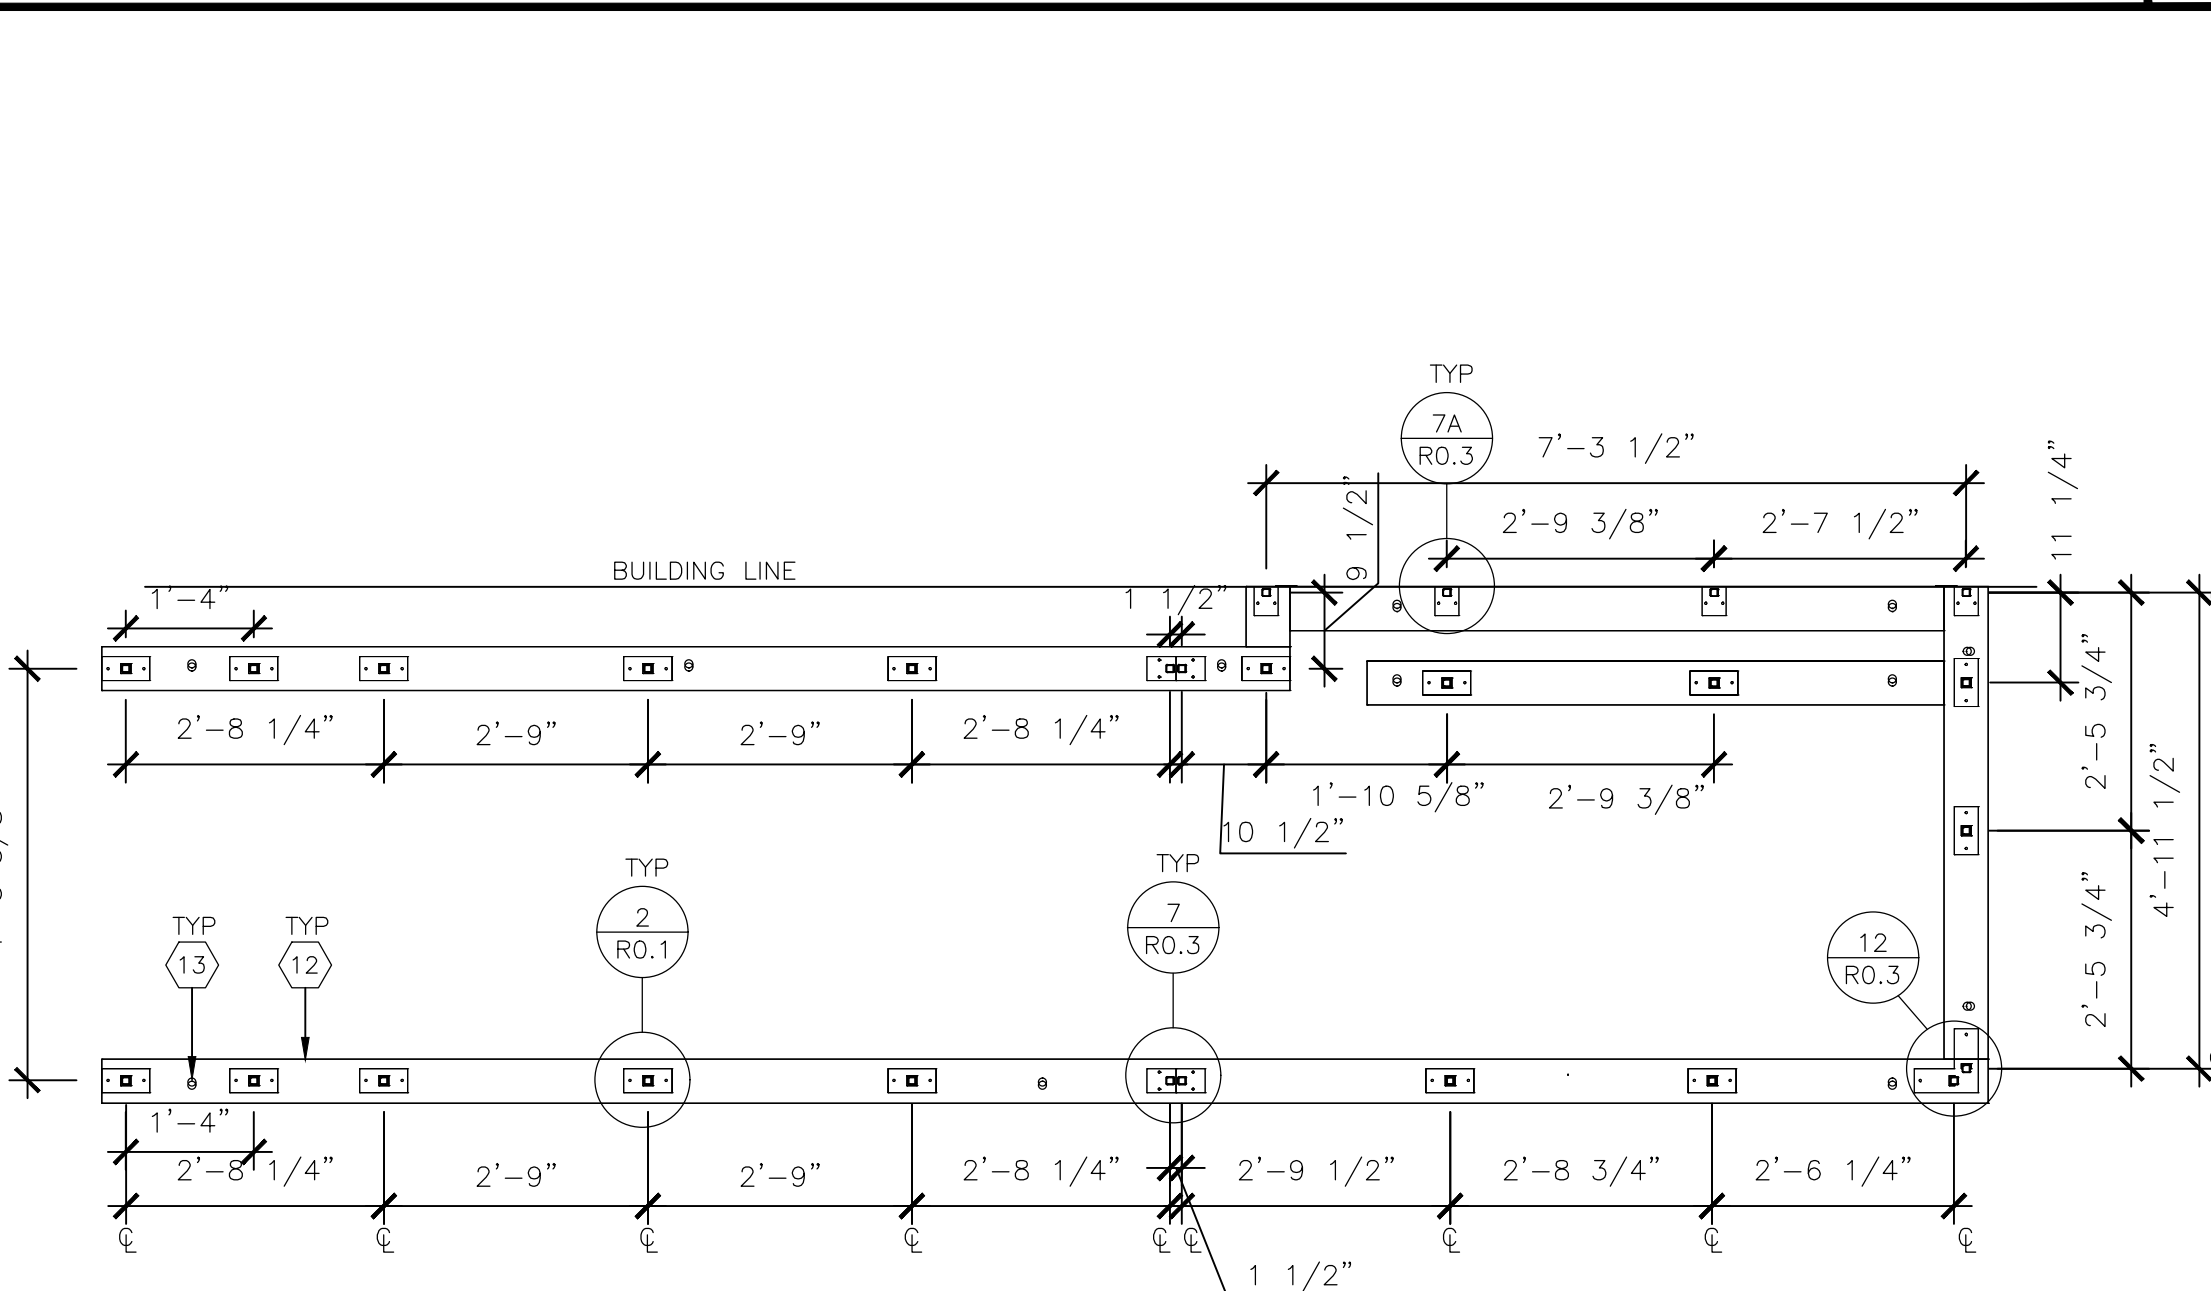 TYP
7A
R0.3
7'-3 1/2"
11 1/4"
9 1/2"
2'-9 3/8"
2'-7 1/2"
BUILDING LINE
1'-4"
1 1/2"
2'-5 3/4"
2'-8 1/4"
2'-9"
2'-9"
2'-8 1/4"
1'-10 5/8"
2'-9 3/8"
10 1/2"
4'-11 1/2"
TYP
2
R0.1
TYP
7
R0.3
2'-5 3/4"
TYP
13
TYP
12
12
R0.3
1'-4"
2'-8 1/4"
2'-9"
2'-9"
2'-8 1/4"
2'-9 1/2"
2'-8 3/4"
2'-6 1/4"
℄ ℄ ℄ ℄ ℄ ℄ ℄ ℄ ℄
1 1/2"